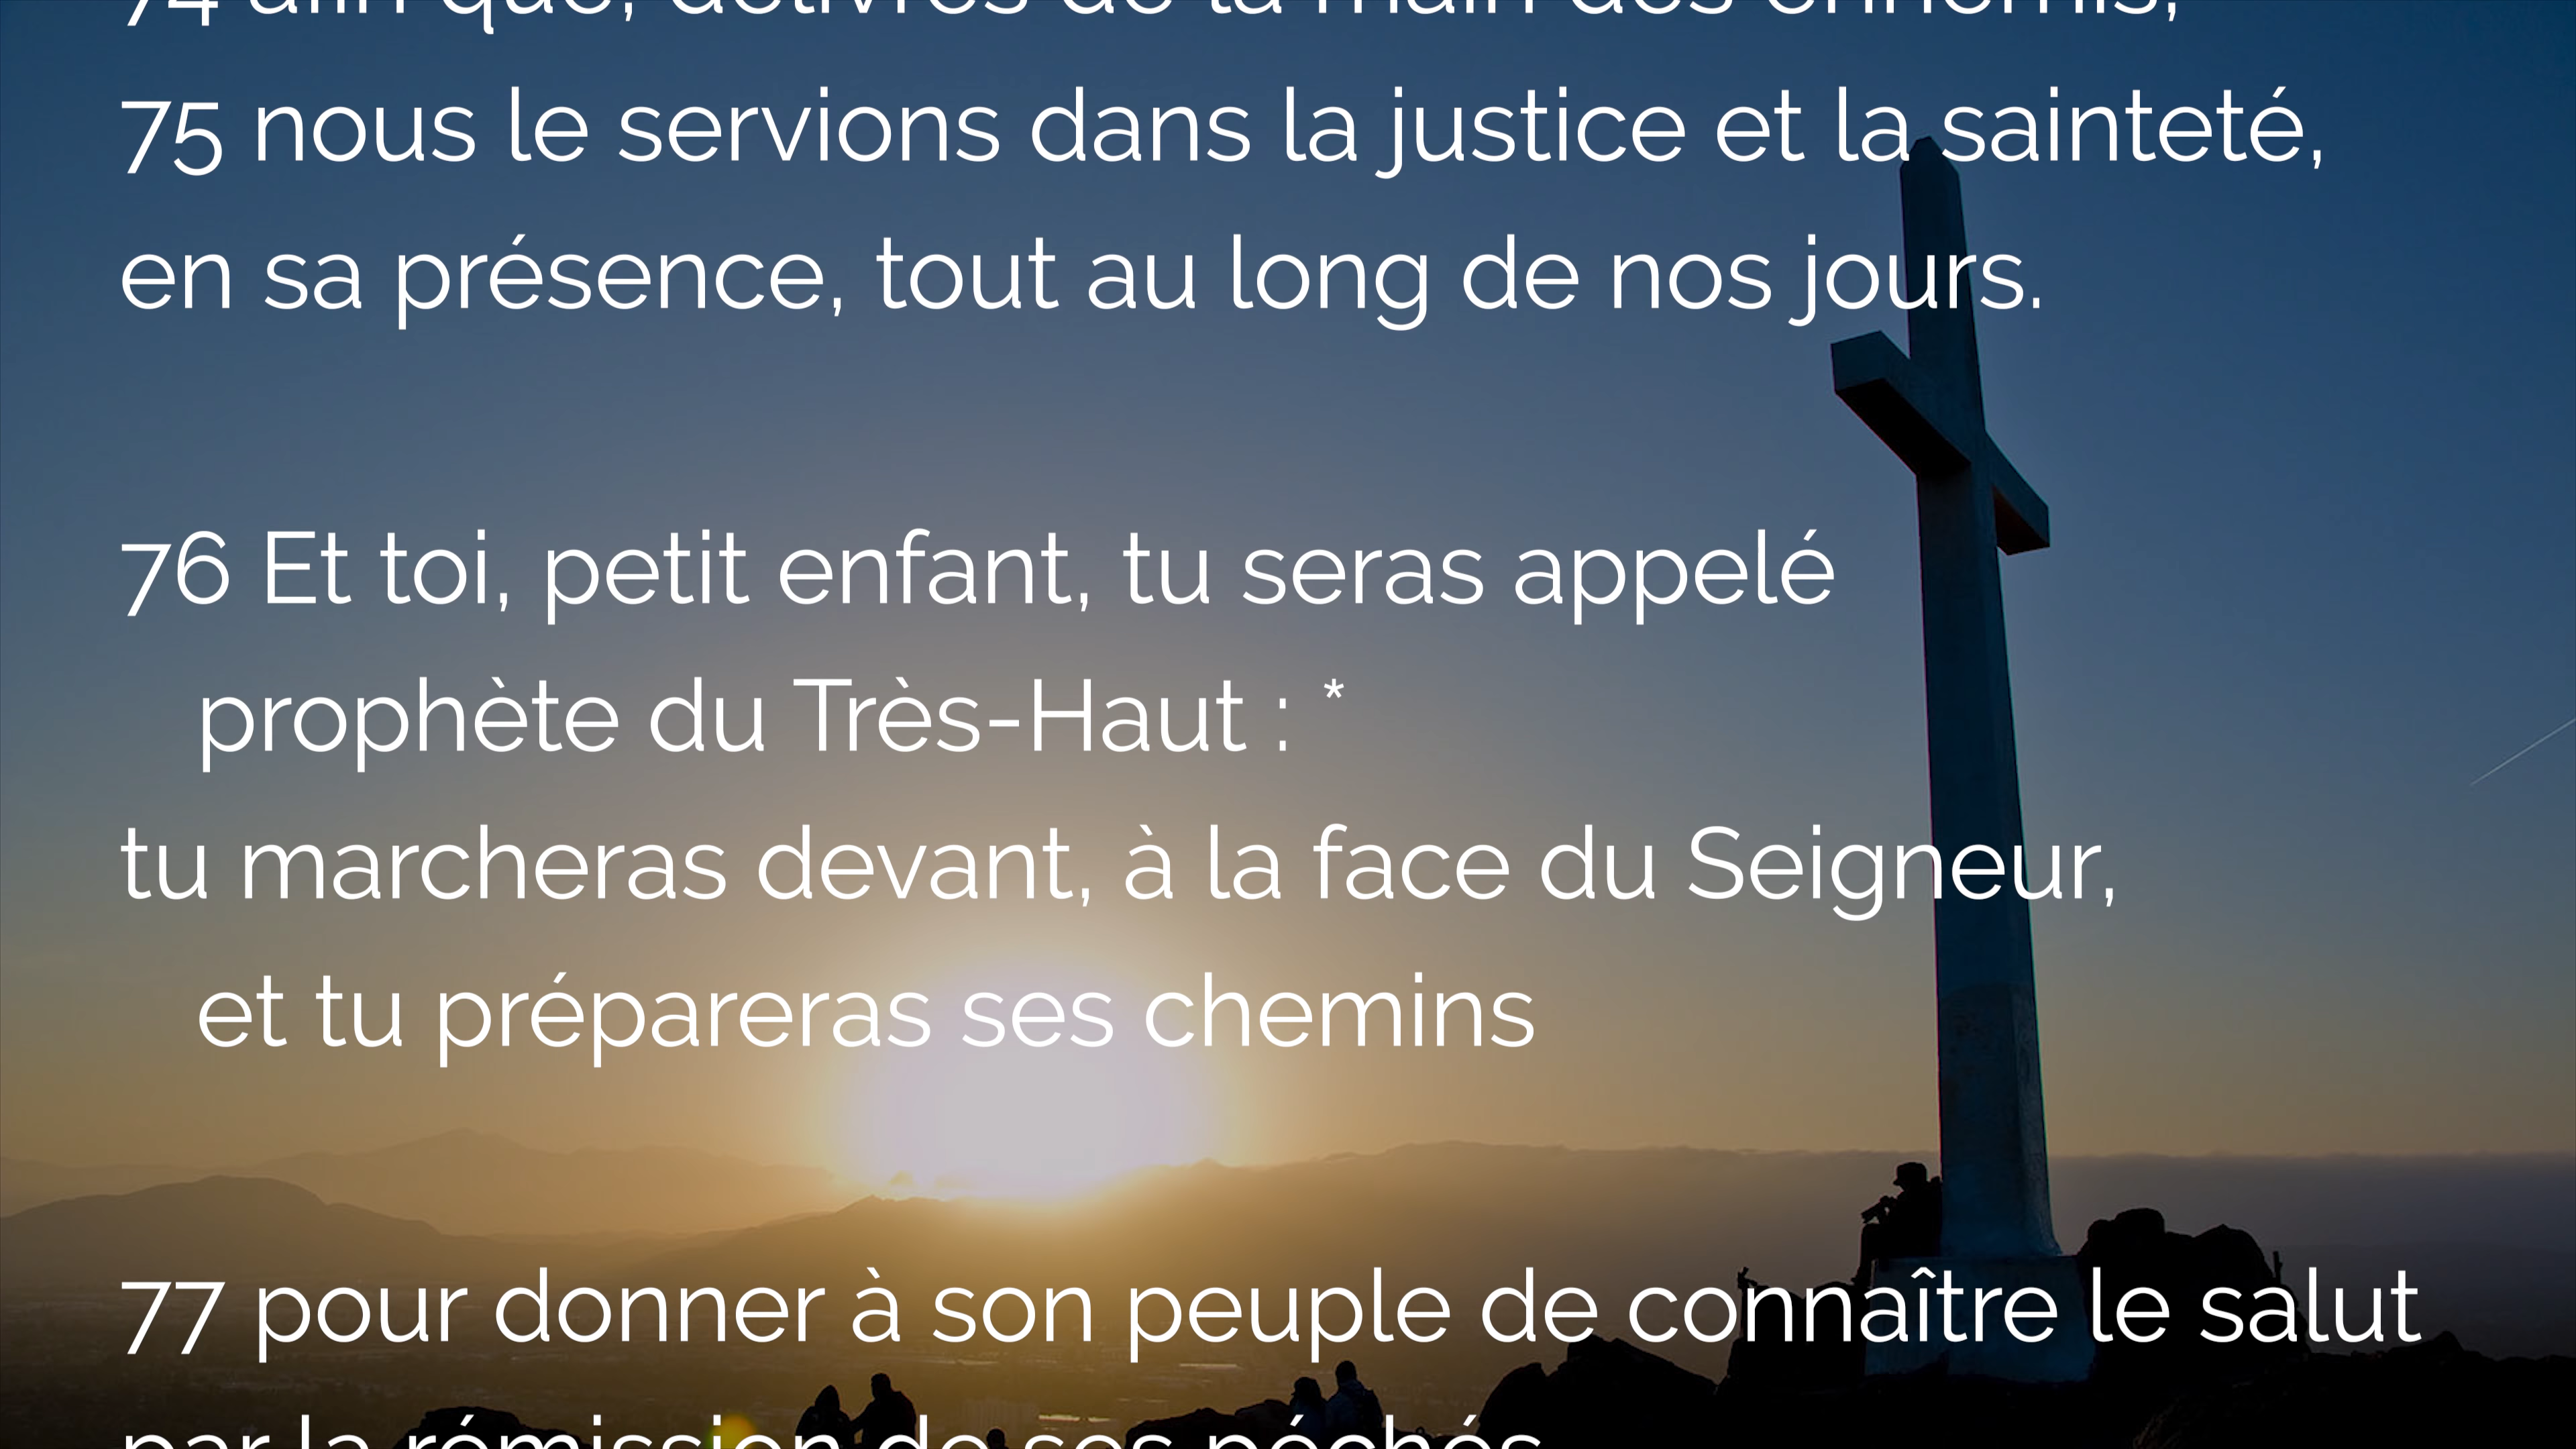 74 afin que, délivrés de la main des ennemis,
75 nous le servions dans la justice et la sainteté,
en sa présence, tout au long de nos jours.
76 Et toi, petit enfant, tu seras appelé
prophète du Très-Haut : *
tu marcheras devant, à la face du Seigneur,
et tu prépareras ses chemins
77 pour donner à son peuple de connaître le salut
par la rémission de ses péchés